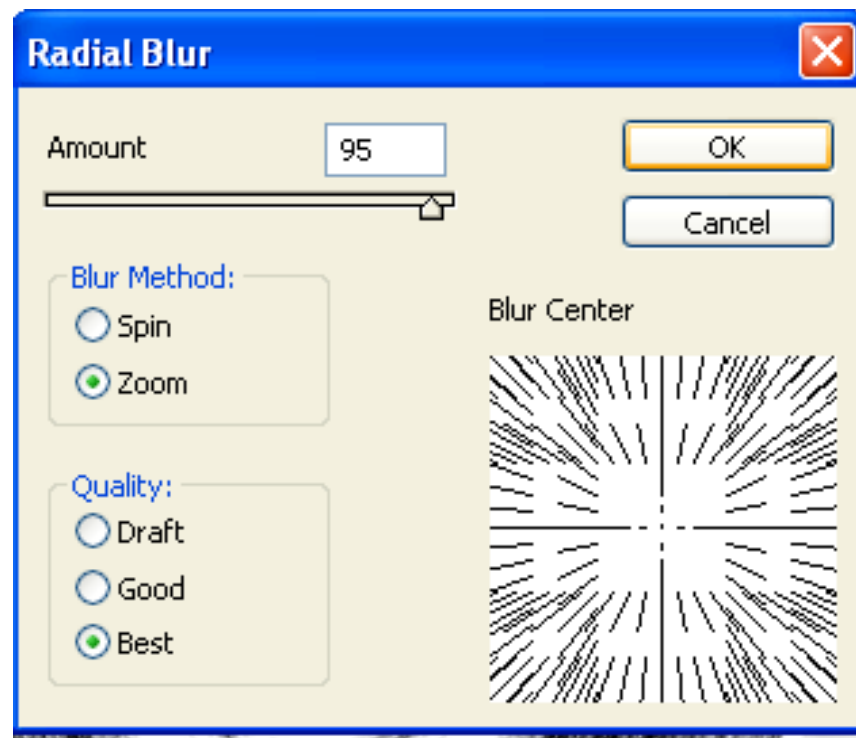 Radial Blur
Amount 95
OK
Cancel
Blur Method:
Spin
Zoom
Blur Center
Quality:
Draft
Good
Best